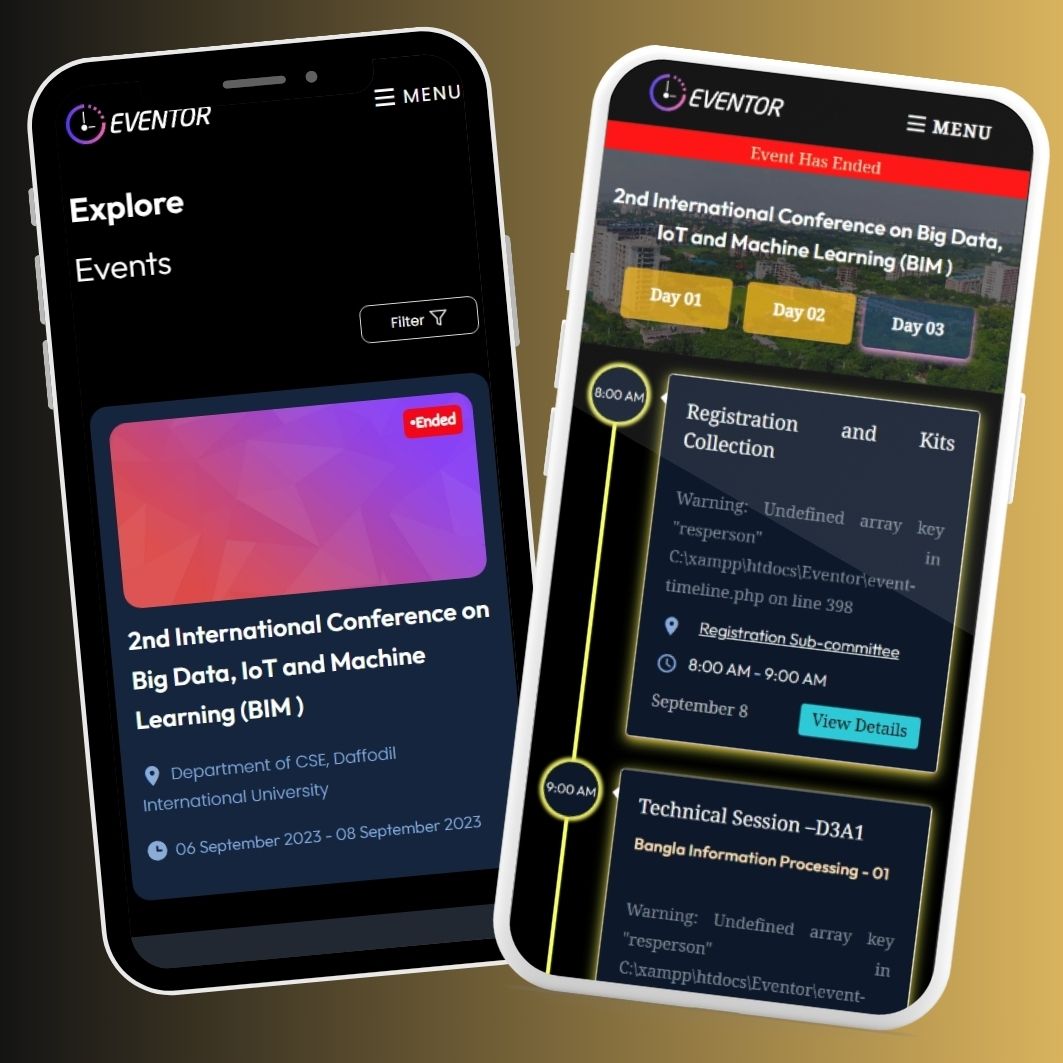 EVENTOR
☰ MENU
Explore
Events
Filter
•Ended
2nd International Conference on
Big Data, IoT and Machine
Learning (BIM )
Department of CSE, Daffodil
International University
06 September 2023 - 08 September 2023
EVENTOR
☰ MENU
Event Has Ended
2nd International Conference on Big Data,
IoT and Machine Learning (BIM )
Day 01
Day 02
Day 03
8:00 AM
Registration and Kits
Collection
Warning: Undefined array key
"resperson" in
C:\xampp\htdocs\Eventor\event-
timeline.php on line 398
Registration Sub-committee
8:00 AM - 9:00 AM
September 8
View Details
9:00 AM
Technical Session –D3A1
Bangla Information Processing - 01
Warning: Undefined array key
"resperson" in
C:\xampp\htdocs\Eventor\event-